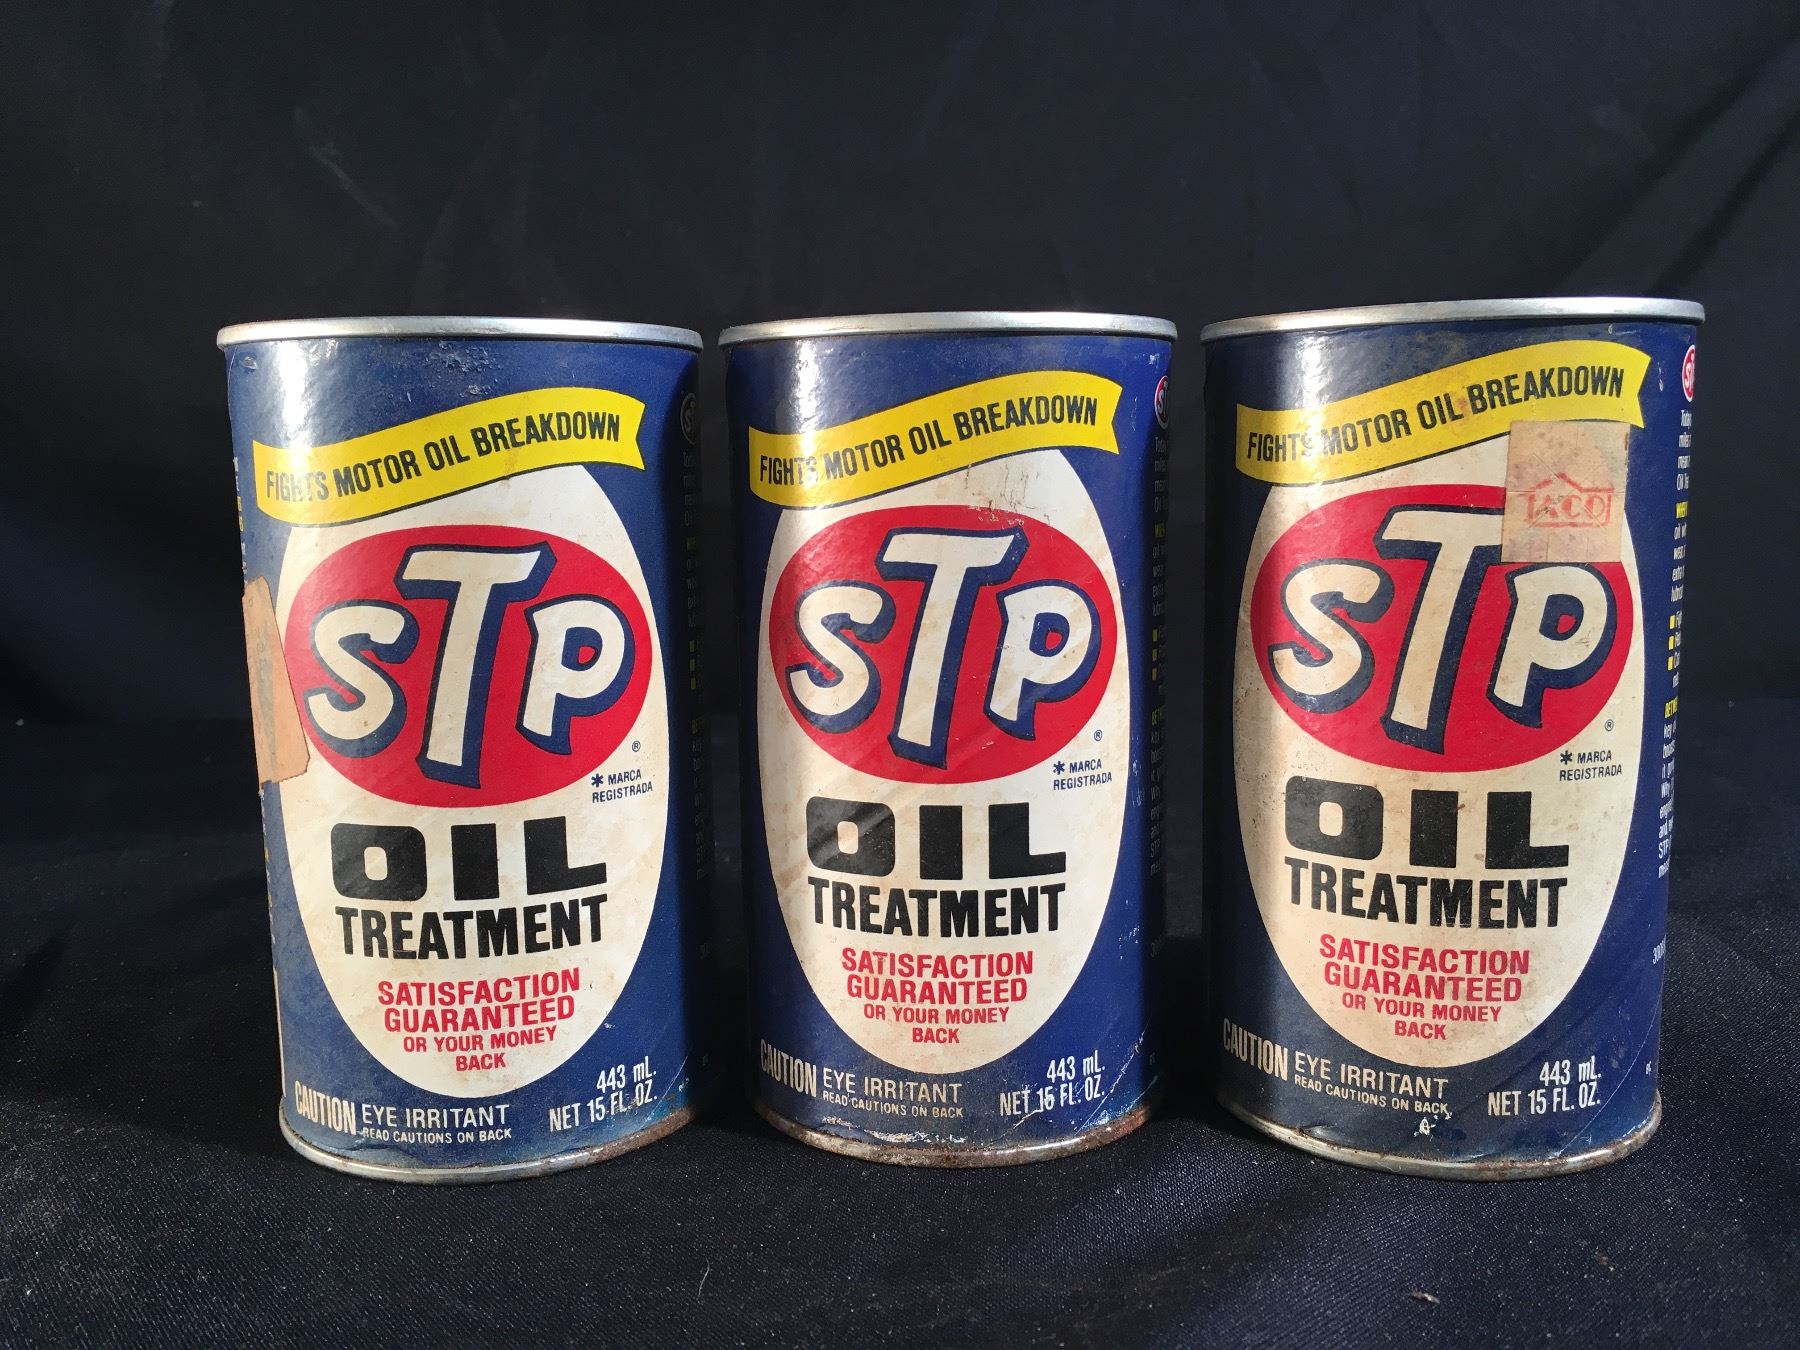 FIGHTS MOTOR OIL BREAKDOWN
STP
®
* MARCA
REGISTRADA
OIL
TREATMENT
SATISFACTION
GUARANTEED
OR YOUR MONEY
BACK
CAUTION EYE IRRITANT
READ CAUTIONS ON BACK
443 mL.
NET 15 FL. OZ.
FIGHTS MOTOR OIL BREAKDOWN
STP
®
* MARCA
REGISTRADA
OIL
TREATMENT
SATISFACTION
GUARANTEED
OR YOUR MONEY
BACK
CAUTION EYE IRRITANT
READ CAUTIONS ON BACK
443 mL.
NET 15 FL. OZ.
FIGHTS MOTOR OIL BREAKDOWN
STP
®
* MARCA
REGISTRADA
OIL
TREATMENT
SATISFACTION
GUARANTEED
OR YOUR MONEY
BACK
CAUTION EYE IRRITANT
READ CAUTIONS ON BACK
443 mL.
NET 15 FL. OZ.